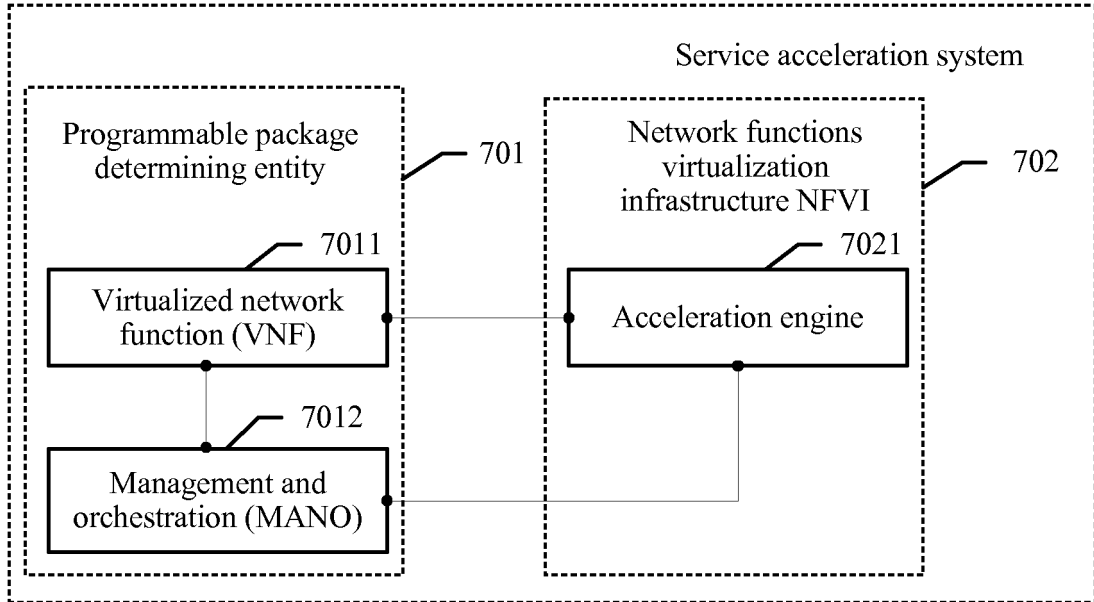 Service acceleration system
Programmable package
determining entity
701
Network functions
virtualization
infrastructure NFVI
702
7011
Virtualized network
function (VNF)
7021
Acceleration engine
7012
Management and
orchestration (MANO)